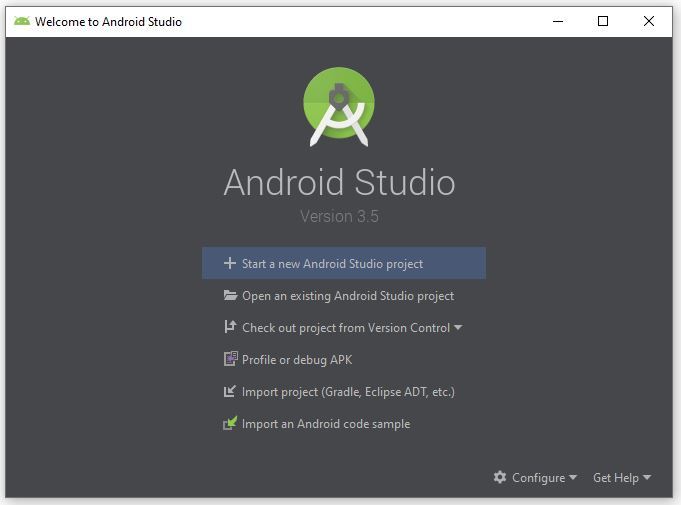 Welcome to Android Studio
Android Studio
Version 3.5
Start a new Android Studio project
Open an existing Android Studio project
Check out project from Version Control
Profile or debug APK
Import project (Gradle, Eclipse ADT, etc.)
Import an Android code sample
Configure Get Help